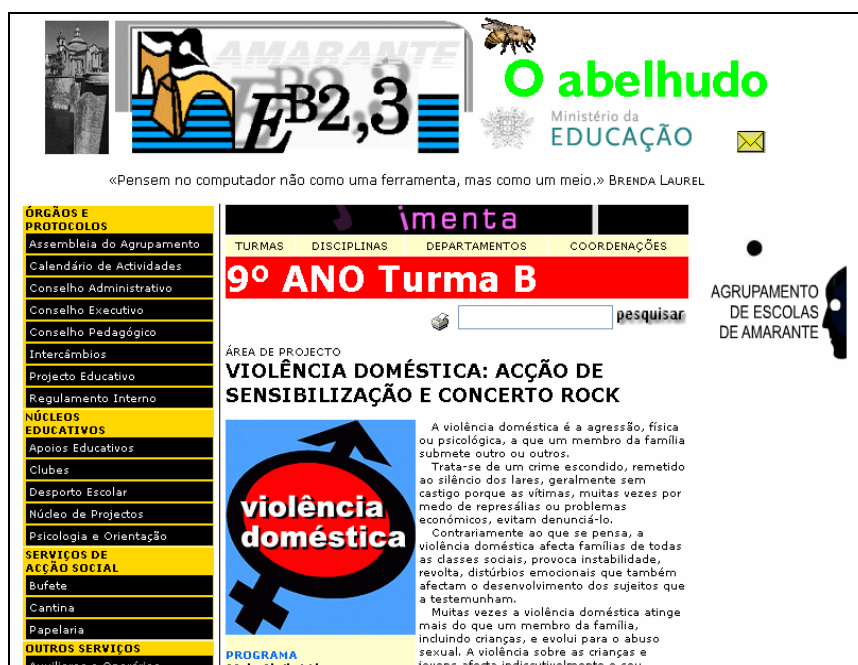 AMARANTE
EB2,3
O abelhudo
Ministério da
EDUCAÇÃO
«Pensem no computador não como uma ferramenta, mas como um meio.» BRENDA LAUREL
ÓRGÃOS E
PROTOCOLOS
Assembleia do Agrupamento
Calendário de Actividades
Conselho Administrativo
Conselho Executivo
Conselho Pedagógico
Intercâmbios
Projecto Educativo
Regulamento Interno
NÚCLEOS
EDUCATIVOS
Apoios Educativos
Clubes
Desporto Escolar
Núcleo de Projectos
Psicologia e Orientação
SERVIÇOS DE
ACÇÃO SOCIAL
Bufete
Cantina
Papelaria
OUTROS SERVIÇOS
imenta
TURMAS DISCIPLINAS DEPARTAMENTOS COORDENAÇÕES
9º ANO Turma B
pesquisar
ÁREA DE PROJECTO
VIOLÊNCIA DOMÉSTICA: ACÇÃO DE
SENSIBILIZAÇÃO E CONCERTO ROCK
violência
doméstica
PROGRAMA
A violência doméstica é a agressão, física
ou psicológica, a que um membro da família
submete outro ou outros.
Trata-se de um crime escondido, remetido
ao silêncio dos lares, geralmente sem
castigo porque as vítimas, muitas vezes por
medo de represálias ou problemas
económicos, evitam denunciá-lo.
Contrariamente ao que se pensa, a
violência doméstica afecta famílias de todas
as classes sociais, provoca instabilidade,
revolta, distúrbios emocionais que também
afectam o desenvolvimento dos sujeitos que
a testemunham.
Muitas vezes a violência doméstica atinge
mais do que um membro da família,
incluindo crianças, e evolui para o abuso
sexual. A violência sobre as crianças e
AGRUPAMENTO
DE ESCOLAS
DE AMARANTE